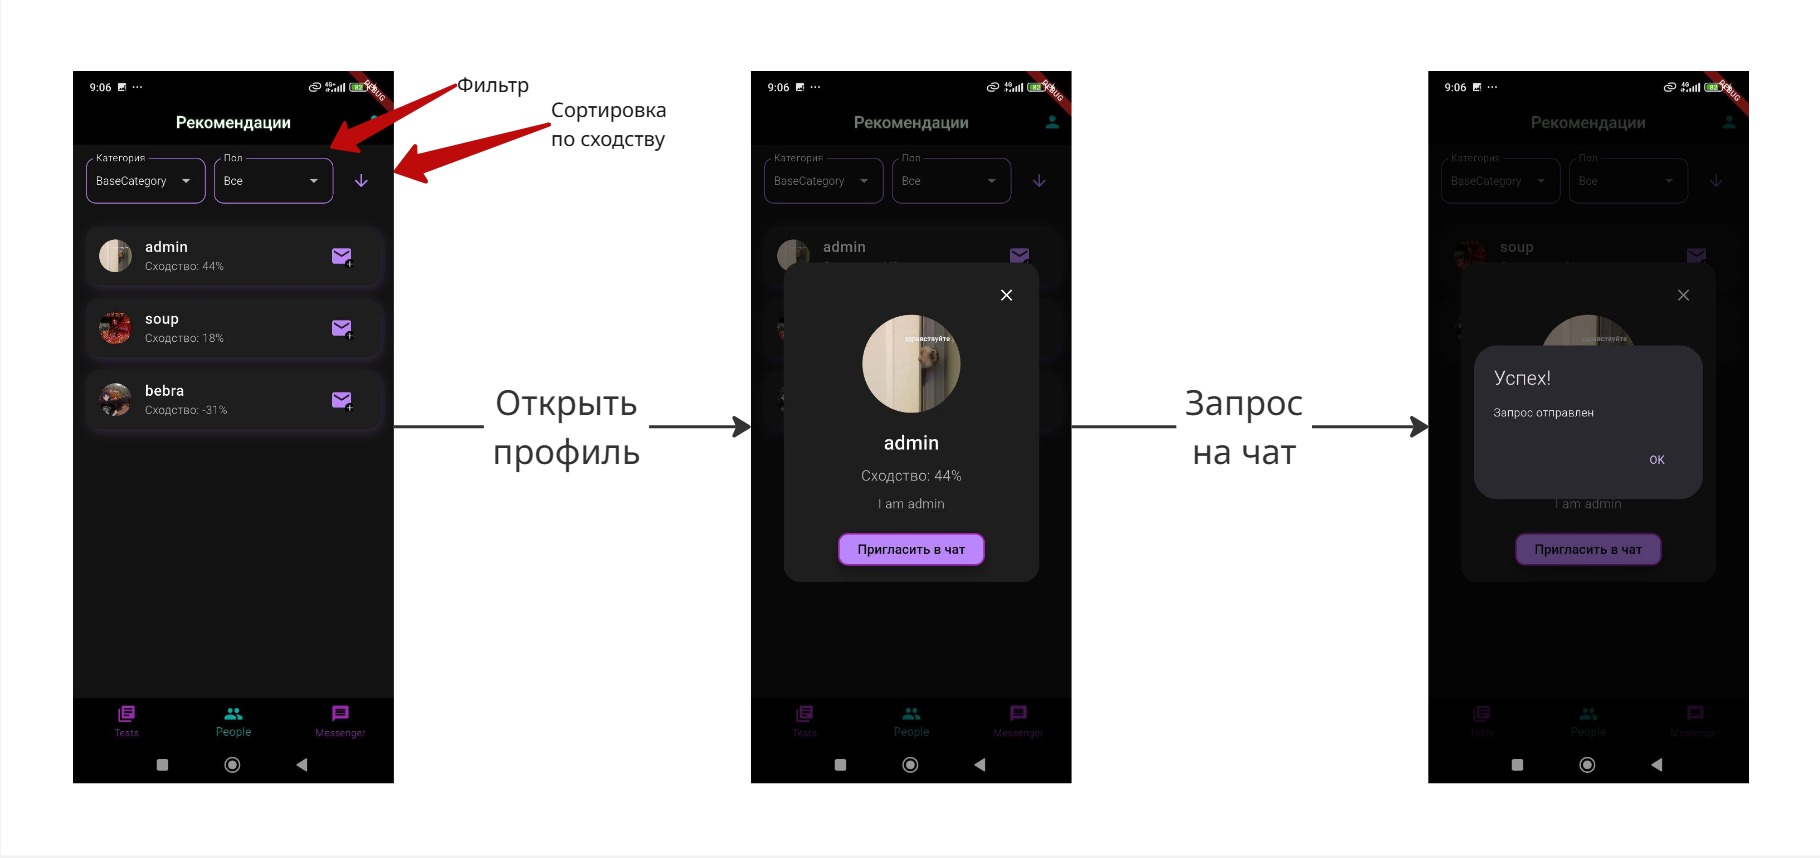 9:06
DEBUG
Рекомендации
Категория
BaseCategory
Пол
Все
admin
Сходство: 44%
soup
Сходство: 18%
bebra
Сходство: -31%
Tests
People
Messenger
Фильтр
Сортировка
по сходству
Открыть
профиль
9:06
DEBUG
Рекомендации
Категория
BaseCategory
Пол
Все
admin
здравствуйте
admin
Сходство: 44%
I am admin
Пригласить в чат
Tests
People
Messenger
Запрос
на чат
9:06
DEBUG
Рекомендации
Категория
BaseCategory
Пол
Все
soup
здравствуйте
Успех!
Запрос отправлен
OK
I am admin
Пригласить в чат
Tests
People
Messenger